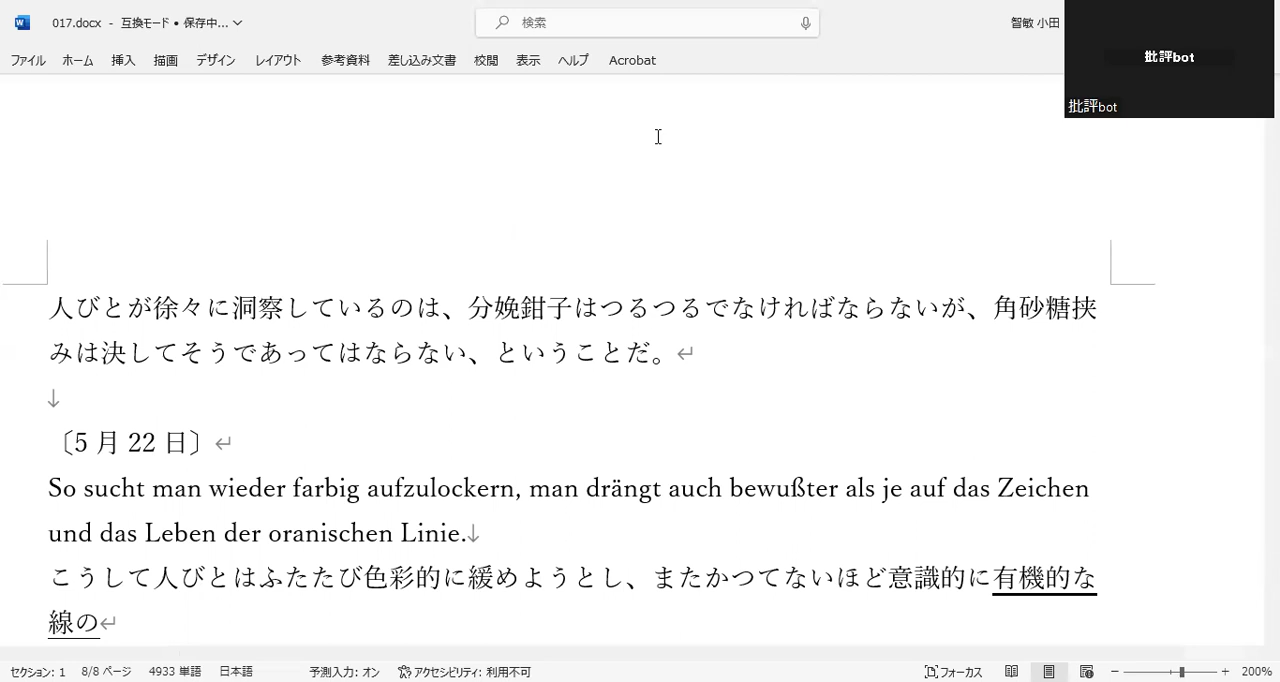 017.docx - 互換モード • 保存中...
検索
智敏 小田
批評bot
批評bot
ファイル ホーム 挿入 描画 デザイン レイアウト 参考資料 差し込み文書 校閲 表示 ヘルプ Acrobat
人びとが徐々に洞察しているのは、分娩鉗子はつるつるでなければならないが、角砂糖挟
みは決してそうであってはならない、ということだ。↵
↓
〔5 月 22 日〕↵
So sucht man wieder farbig aufzulockern, man drängt auch bewußter als je auf das Zeichen
und das Leben der oranischen Linie.↓
こうして人びとはふたたび色彩的に緩めようとし、またかつてないほど意識的に有機的な
線の↵
セクション: 1 8/8 ページ 4933 単語 日本語 予測入力: オン アクセシビリティ: 利用不可 フォーカス − + 200%